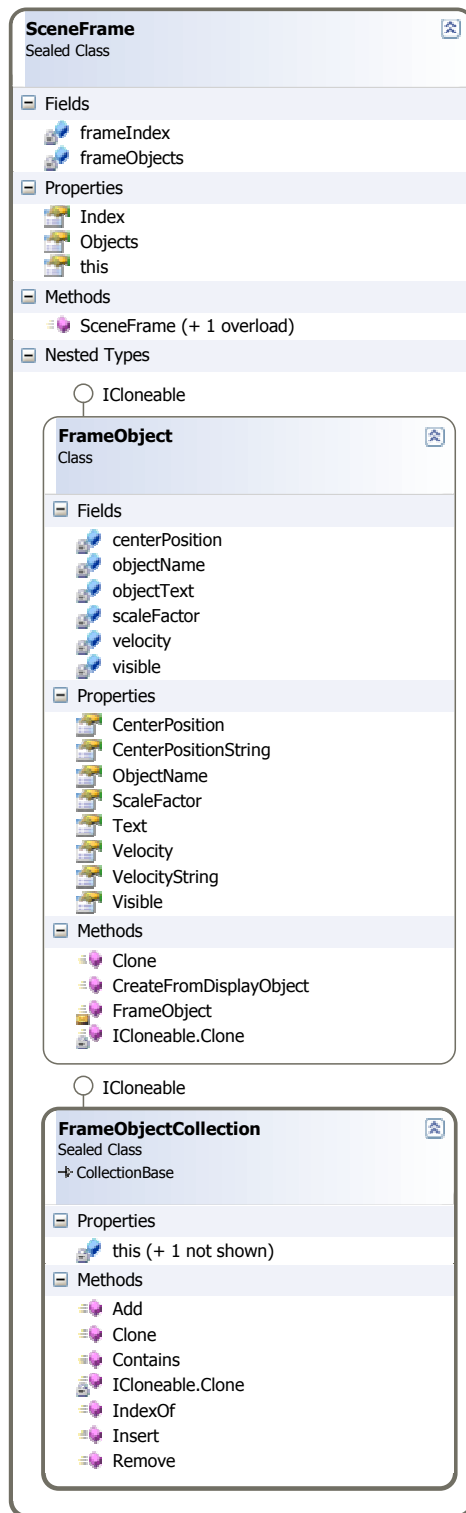 SceneFrame
Sealed Class
Fields
frameIndex
frameObjects
Properties
Index
Objects
this
Methods
SceneFrame (+ 1 overload)
Nested Types
ICloneable
FrameObject
Class
Fields
centerPosition
objectName
objectText
scaleFactor
velocity
visible
Properties
CenterPosition
CenterPositionString
ObjectName
ScaleFactor
Text
Velocity
VelocityString
Visible
Methods
Clone
CreateFromDisplayObject
FrameObject
ICloneable.Clone
ICloneable
FrameObjectCollection
Sealed Class
CollectionBase
Properties
this (+ 1 not shown)
Methods
Add
Clone
Contains
ICloneable.Clone
IndexOf
Insert
Remove